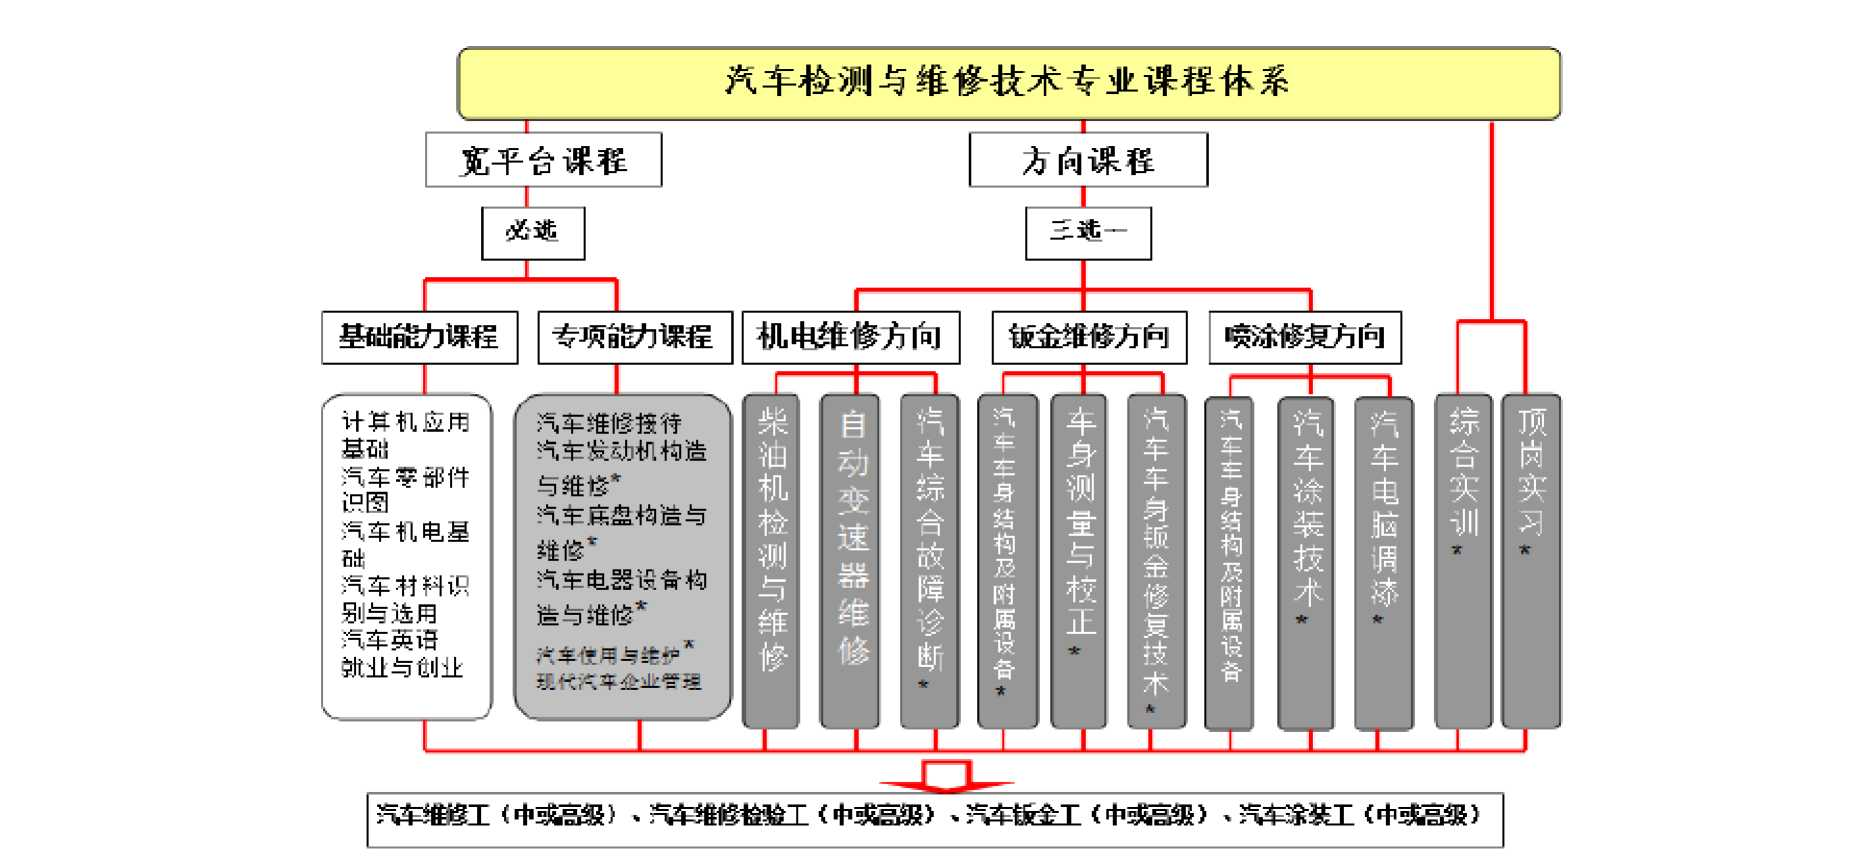 汽车检测与维修技术专业课程体系
宽平台课程
方向课程
必选
三选一
基础能力课程
专项能力课程
机电维修方向
钣金维修方向
喷涂修复方向
计算机应用
基础
汽车零部件
识图
汽车机电基
础
汽车材料识
别与选用
汽车英语
就业与创业
汽车维修接待
汽车发动机构造
与维修*
汽车底盘构造与
维修*
汽车电器设备构
造与维修*
汽车使用与维护*
现代汽车企业管理
柴油机检测与维修
自动变速器维修
汽车综合故障诊断*
汽车车身结构及附属设备*
车身测量与校正*
汽车车身钣金修复技术*
汽车车身结构及附属设备
汽车涂装技术*
汽车电脑调漆*
综合实训*
顶岗实习*
汽车维修工（中或高级）、汽车维修检验工（中或高级）、汽车钣金工（中或高级）、汽车涂装工（中或高级）